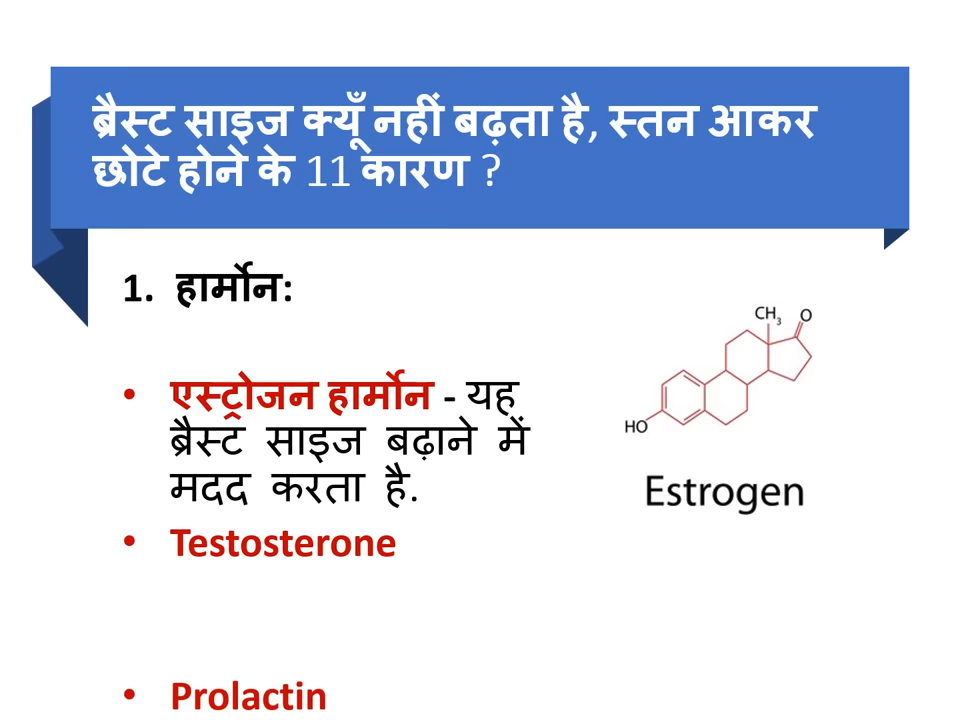 ब्रैस्ट साइज क्यूँ नहीं बढ़ता है, स्तन आकर
छोटे होने के 11 कारण ?
1. हार्मोन:
• एस्ट्रोजन हार्मोन - यह
ब्रैस्ट साइज बढ़ाने में
मदद करता है.
• Testosterone
• Prolactin
CH3 O
HO
Estrogen